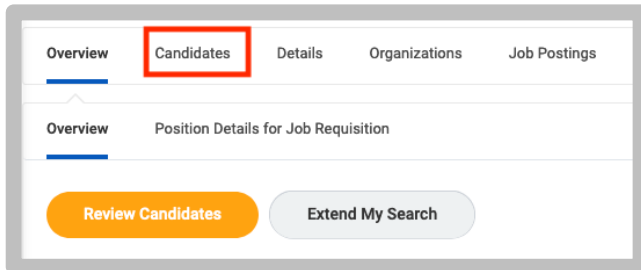 Overview Candidates Details Organizations Job Postings
Overview Position Details for Job Requisition
Review Candidates Extend My Search